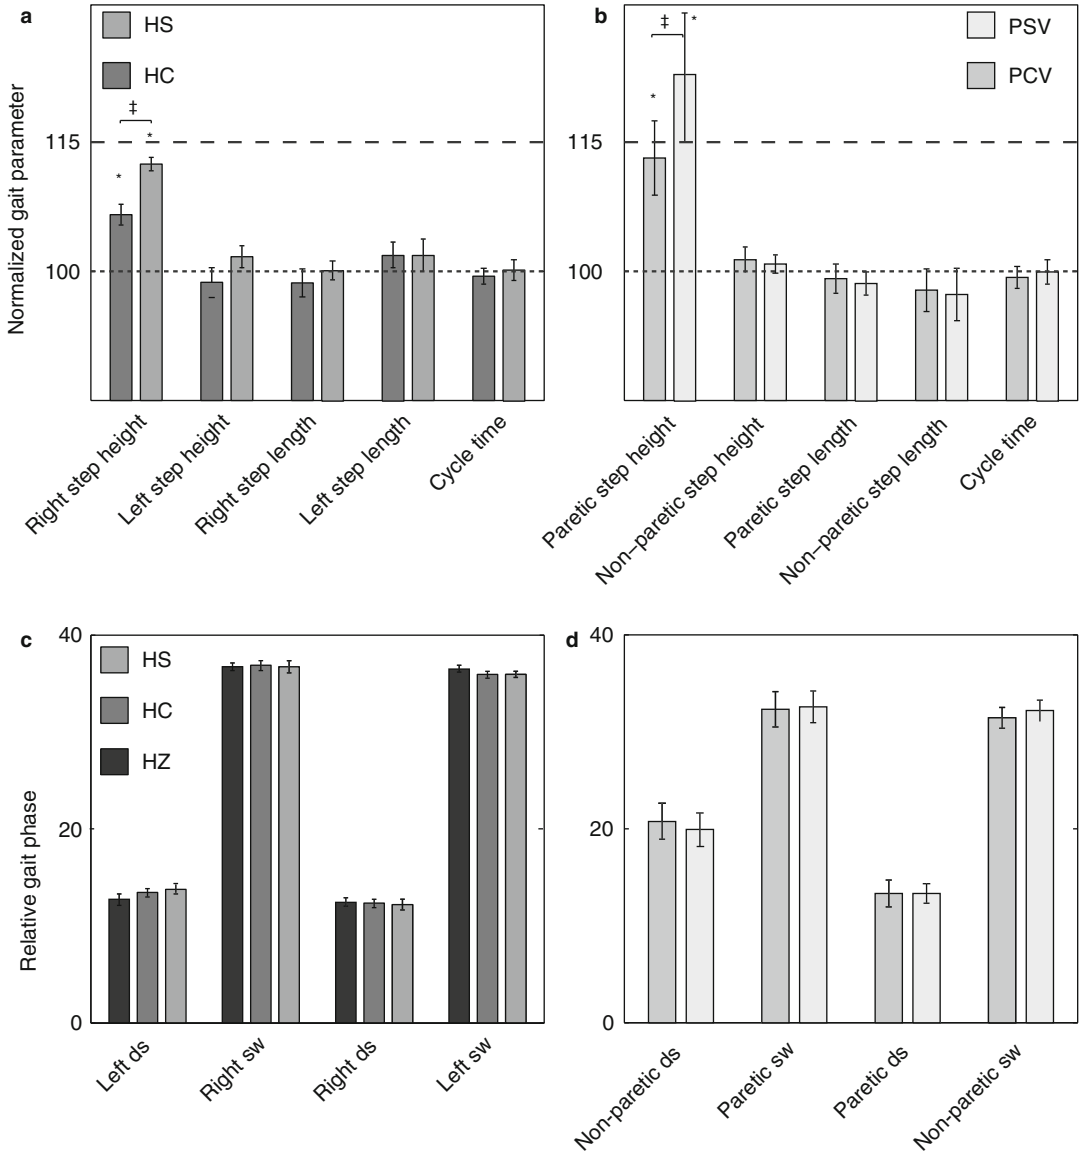 a
HS
HC
‡
*
*
Normalized gait parameter
115
100
Right step height
Left step height
Right step length
Left step length
Cycle time
b
PSV
PCV
‡
*
*
115
100
Paretic step height
Non–paretic step height
Paretic step length
Non–paretic step length
Cycle time
c
HS
HC
HZ
Relative gait phase
40
20
0
Left ds
Right sw
Right ds
Left sw
d
40
20
0
Non-paretic ds
Paretic sw
Paretic ds
Non-paretic sw